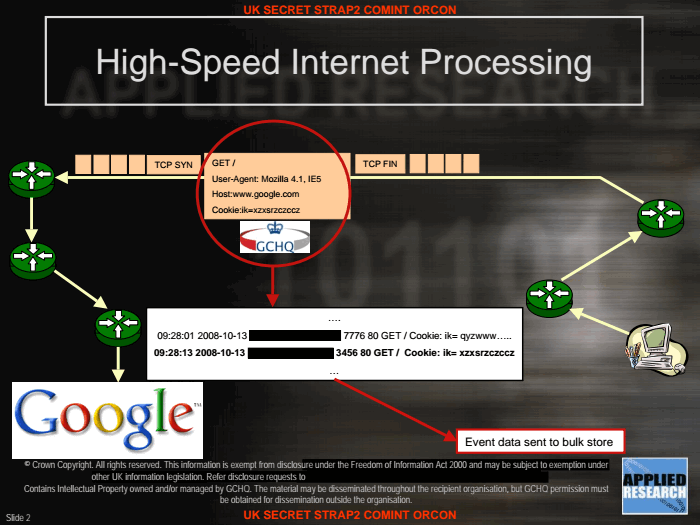 UK SECRET STRAP2 COMINT ORCON
High-Speed Internet Processing
APPLIED RESEARCH
TCP SYN
GET /
User-Agent: Mozilla 4.1, IE5
Host:www.google.com
Cookie:ik=xzxsrzczccz
TCP FIN
GCHQ
....
09:28:01 2008-10-13 7776 80 GET / Cookie: ik= qyzwww…..
09:28:13 2008-10-13 3456 80 GET / Cookie: ik= xzxsrzczccz
...
Google™
Event data sent to bulk store
© Crown Copyright. All rights reserved. This information is exempt from disclosure under the Freedom of Information Act 2000 and may be subject to exemption under
other UK information legislation. Refer disclosure requests to
Contains Intellectual Property owned and/or managed by GCHQ. The material may be disseminated throughout the recipient organisation, but GCHQ permission must
be obtained for dissemination outside the organisation.
APPLIED
RESEARCH
Slide 2
UK SECRET STRAP2 COMINT ORCON